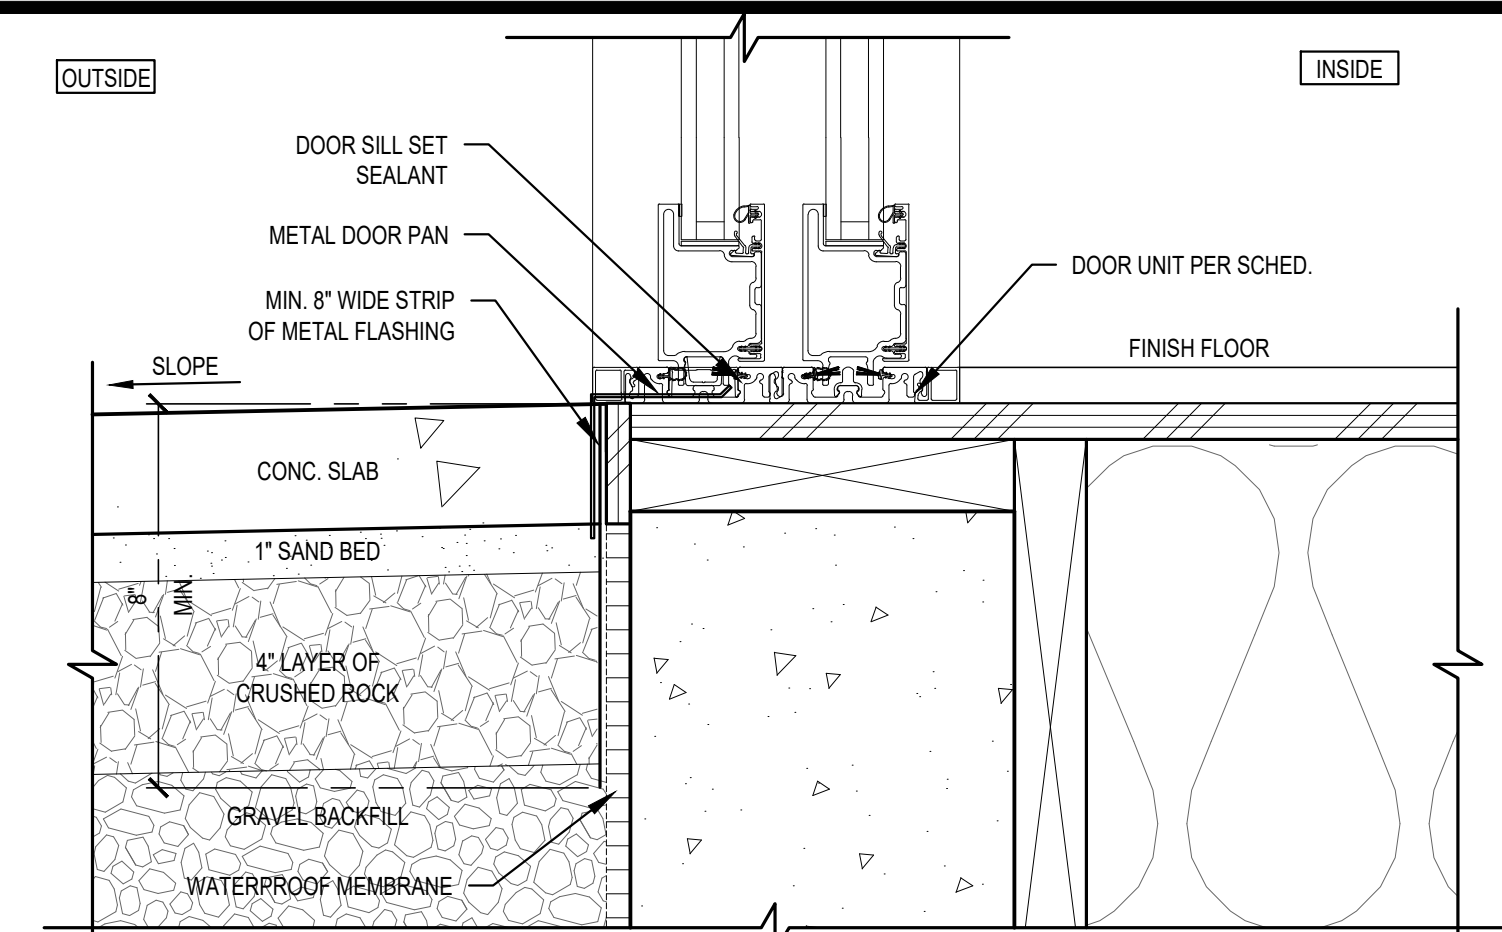 OUTSIDE
INSIDE
DOOR SILL SET
SEALANT
METAL DOOR PAN
MIN. 8" WIDE STRIP
OF METAL FLASHING
DOOR UNIT PER SCHED.
FINISH FLOOR
SLOPE
CONC. SLAB
1" SAND BED
8"
MIN.
4" LAYER OF
CRUSHED ROCK
GRAVEL BACKFILL
WATERPROOF MEMBRANE